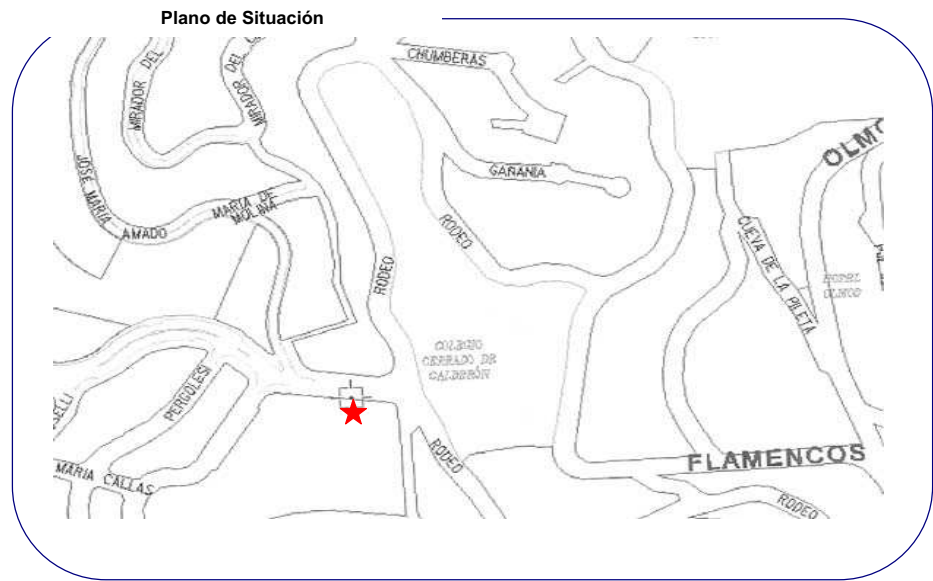 Plano de Situación
CHUMBERAS
MIRADOR DEL
MIRADOR DEL
OLMO
GAÑANIA
JOSE MARIA AMADO
MARIA DE
MOLINA
RODEO
CUEVA DE LA PILETA
RODEO
COLEGIO
CERRADO DE
CALDERÓN
PERGOLESI
SELLI
MARIA CALLAS
RODEO
FLAMENCOS
RODEO